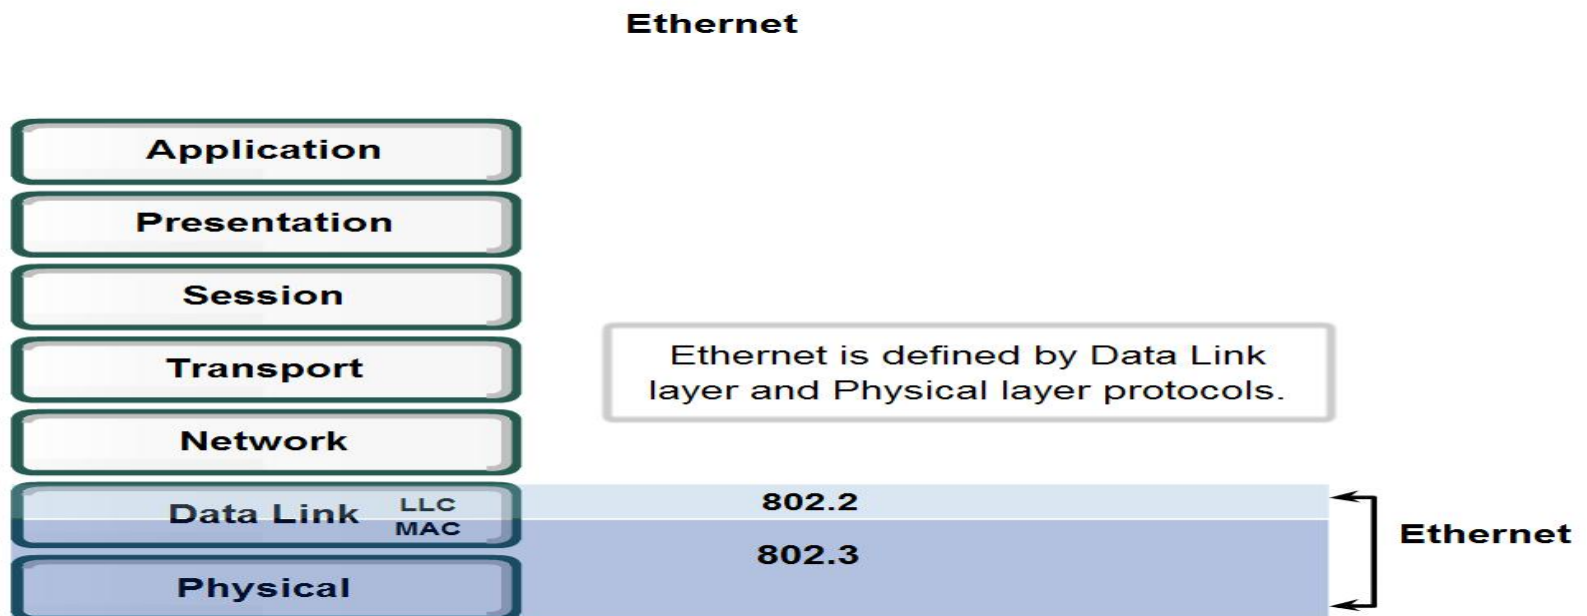 Ethernet
Application
Presentation
Session
Transport
Ethernet is defined by Data Link
layer and Physical layer protocols.
Network
Data Link
LLC
MAC
802.2
802.3
Ethernet
Physical